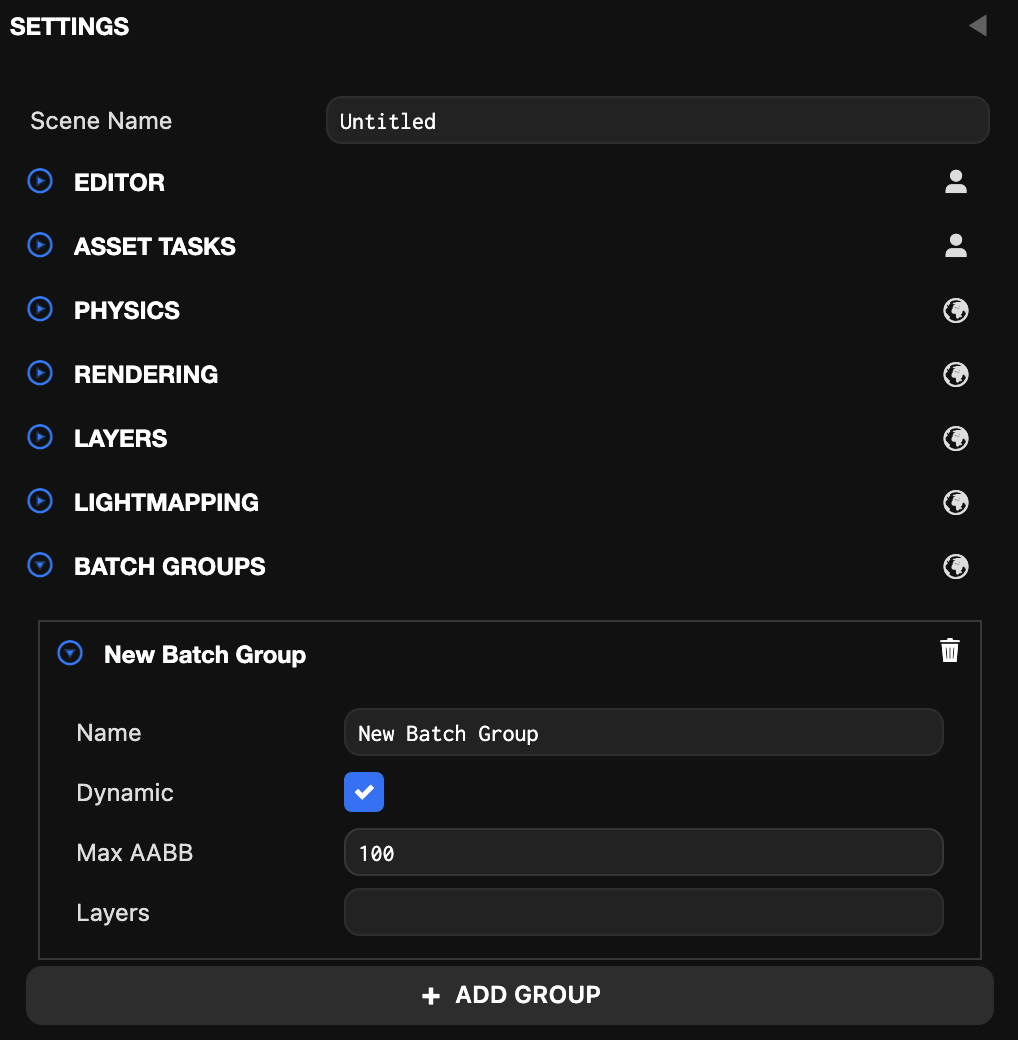 SETTINGS
Scene Name Untitled
EDITOR
ASSET TASKS
PHYSICS
RENDERING
LAYERS
LIGHTMAPPING
BATCH GROUPS
New Batch Group
Name New Batch Group
Dynamic
Max AABB 100
Layers
+ ADD GROUP